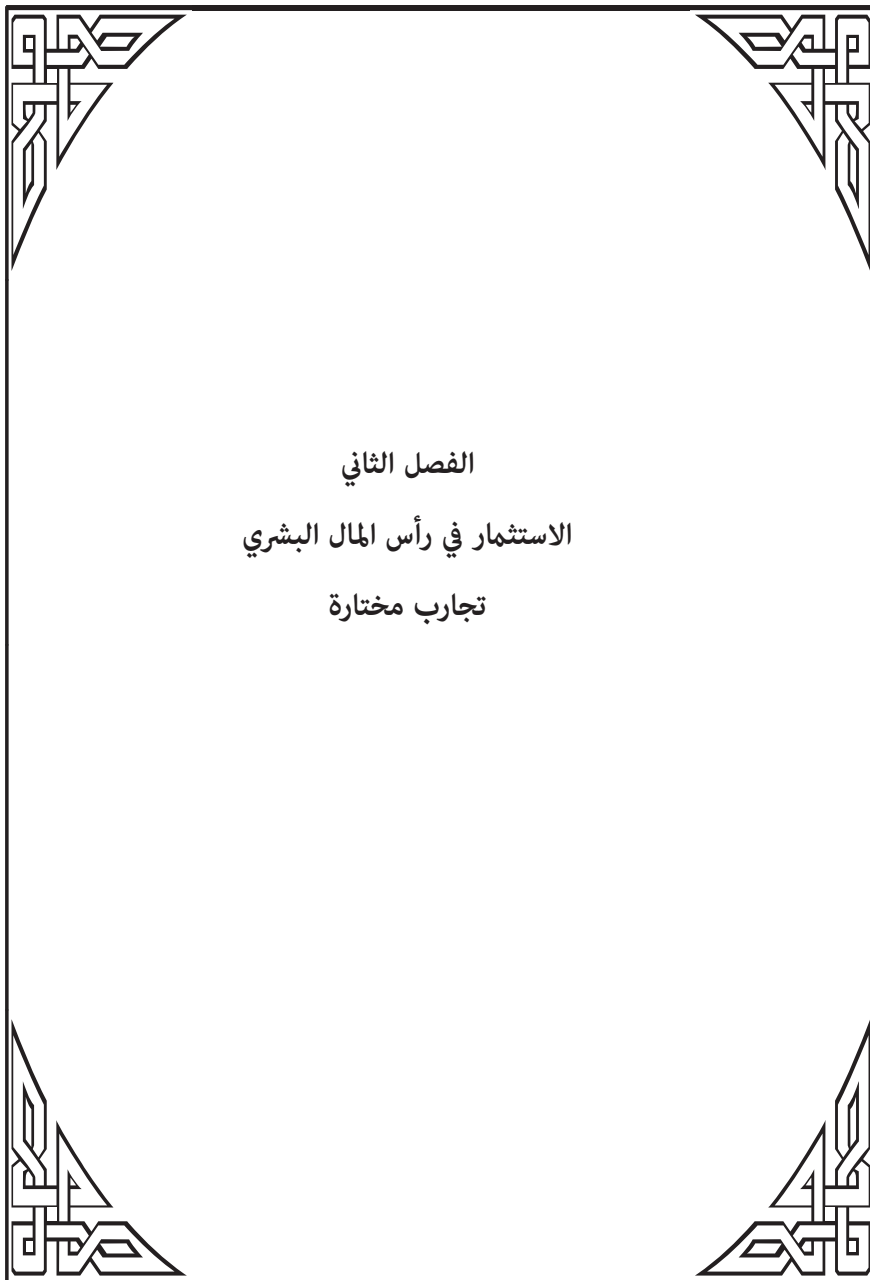 الفصل الثاني
الاستثمار في رأس المال البشري
تجارب مختارة